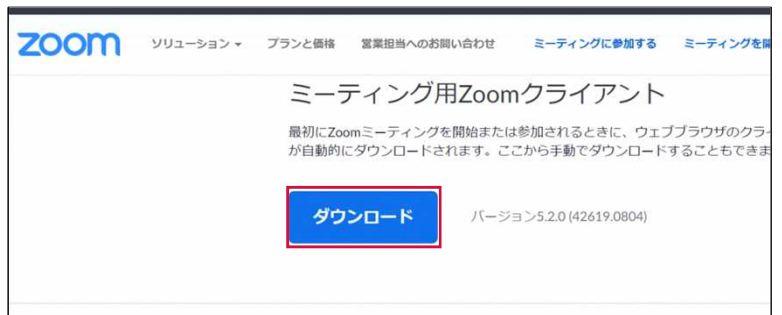 zoom ソリューション プランと価格 営業担当へのお問い合わせ ミーティングに参加する ミーティングを
ミーティング用Zoomクライアント
最初にZoomミーティングを開始または参加されるときに、ウェブブラウザのクラ
が自動的にダウンロードされます。ここから手動でダウンロードすることもできま
ダウンロード バージョン5.2.0 (42619.0804)